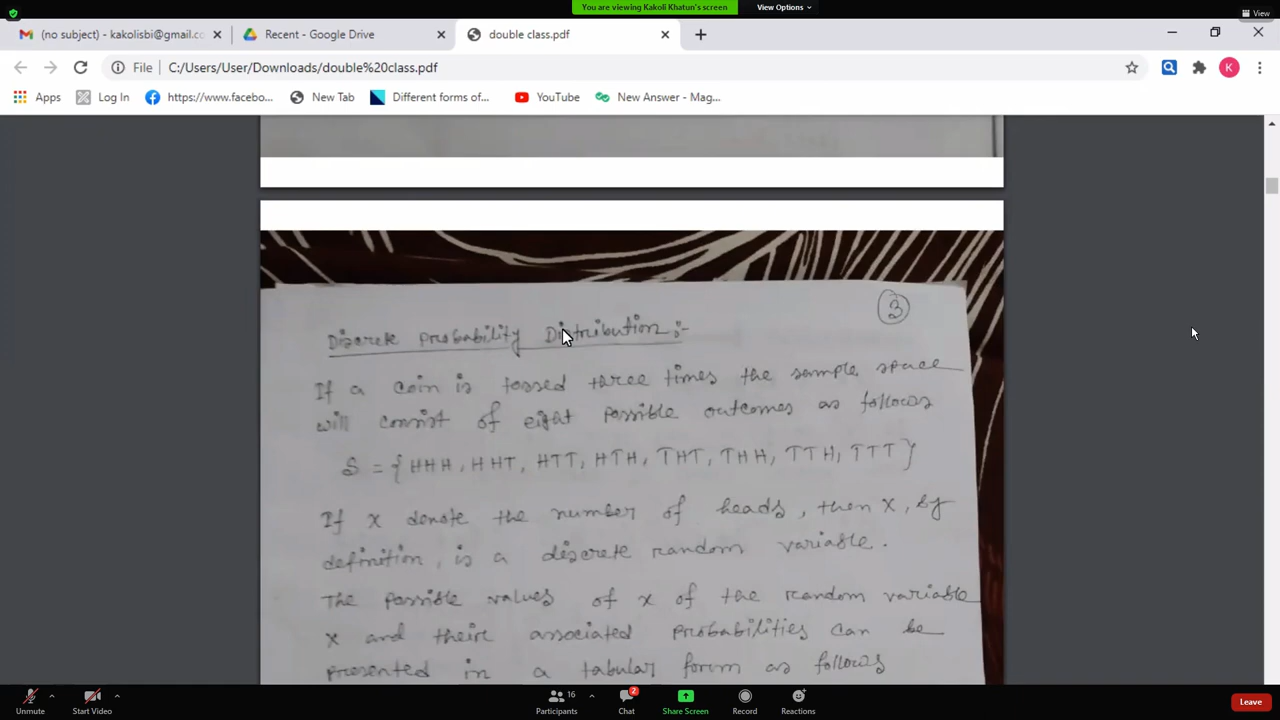 You are viewing Kakoli Khatun's screen
View Options
View
(no subject) - kakolisbi@gmail.cc
Recent - Google Drive
double class.pdf
File
C:/Users/User/Downloads/double%20class.pdf
K
Apps
Log In
https://www.facebo...
New Tab
Different forms of...
YouTube
New Answer - Mag...
3
Discrete Probability Distribution :-
If a coin is tossed three times the sample space
will consist of eight possible outcomes as follows
S = {HHH, HHT, HTT, HTH, THT, THH, TTH, TTT}
If x denote the number of heads, then x, by
definition, is a discrete random variable.
The possible values of x of the random variable
x and their associated probabilities can be
presented in a tabular form as follows
Unmute
Start Video
16
Participants
2
Chat
Share Screen
Record
Reactions
Leave